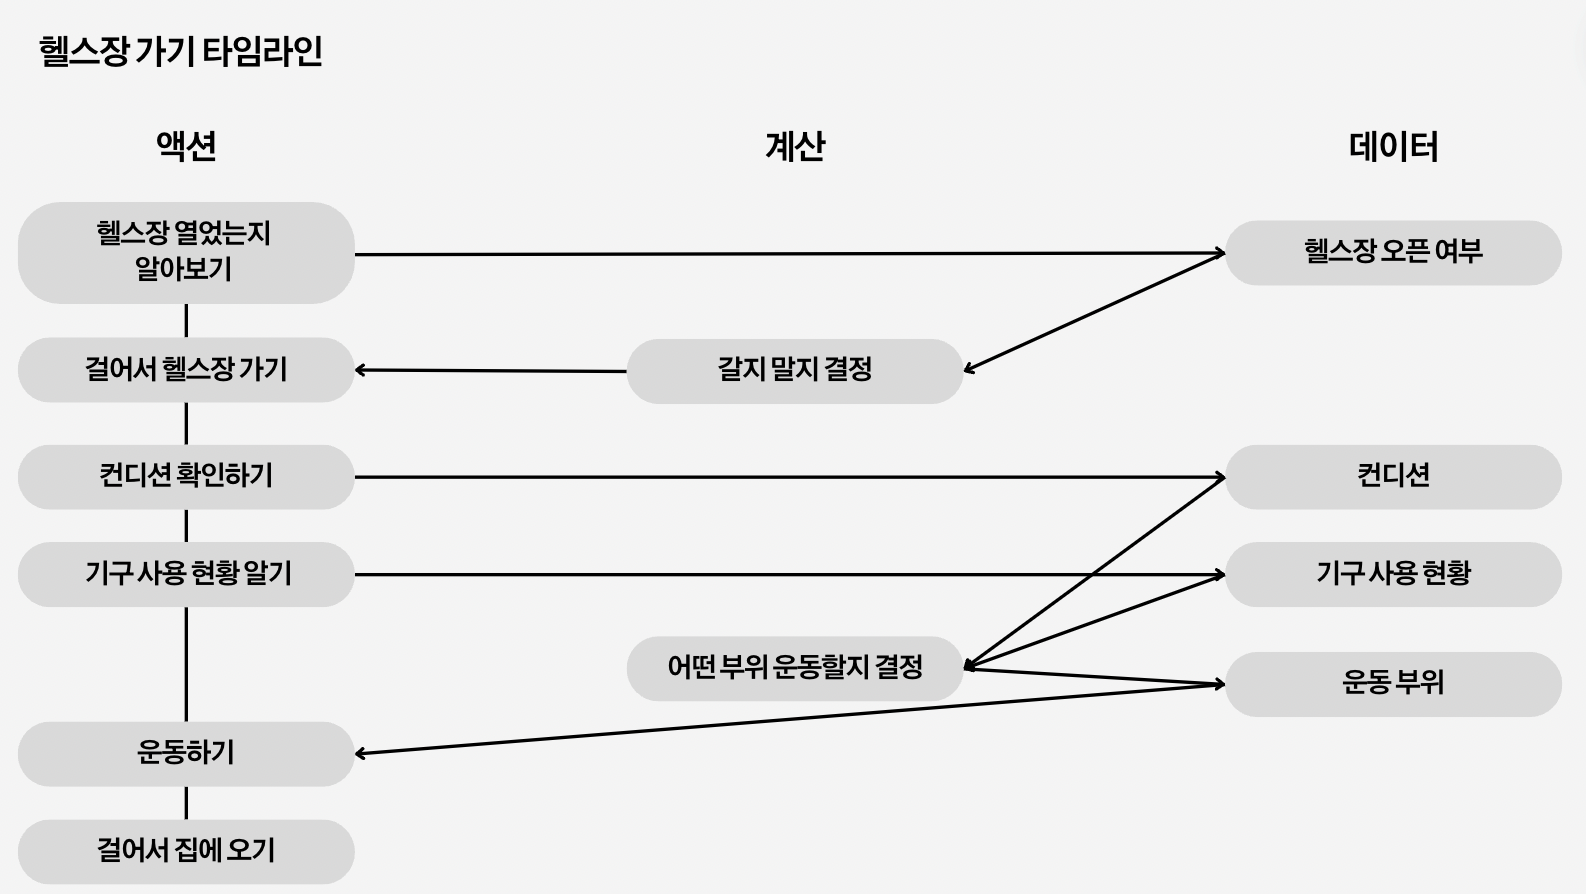 헬스장 가기 타임라인
액션
계산
데이터
헬스장 열었는지
알아보기
헬스장 오픈 여부
걸어서 헬스장 가기
갈지 말지 결정
컨디션 확인하기
컨디션
기구 사용 현황 알기
기구 사용 현황
어떤 부위 운동할지 결정
운동 부위
운동하기
걸어서 집에 오기